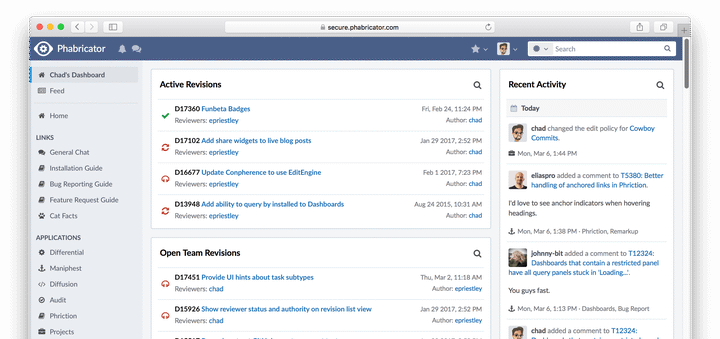 secure.phabricator.com
Phabricator
Search
Chad's Dashboard
Feed
Home
LINKS
General Chat
Installation Guide
Bug Reporting Guide
Feature Request Guide
Cat Facts
APPLICATIONS
Differential
Maniphest
Diffusion
Audit
Phriction
Projects
Active Revisions
D17360 Funbeta Badges
Fri, Feb 24, 11:24 PM
Reviewers: epriestley
Author: chad
D17102 Add share widgets to live blog posts
Jan 29 2017, 2:52 PM
Reviewers: epriestley
Author: chad
D16677 Update Conpherence to use EditEngine
Feb 1 2017, 7:23 PM
Reviewers: epriestley
Author: chad
D13948 Add ability to query by installed to Dashboards
Aug 24 2015, 10:31 AM
Reviewers: epriestley
Author: chad
Open Team Revisions
D17451 Provide UI hints about task subtypes
Thu, Mar 2, 11:18 AM
Reviewers: chad
Author: epriestley
D15926 Show reviewer status and authority on revision list view
Jan 29 2017, 2:52 PM
Reviewers: chad
Author: epriestley
Recent Activity
Today
chad changed the edit policy for Cowboy
Commits.
Mon, Mar 6, 1:44 PM
eliaspro added a comment to T5380: Better
handling of anchored links in Phriction.
I'd love to see anchor indicators when hovering
headings.
Mon, Mar 6, 1:38 PM · Phriction, Remarkup
johnny-bit added a comment to T12324:
Dashboards that contain a restricted panel
have all query panels stuck in 'Loading...'.
You guys fast.
Mon, Mar 6, 1:13 PM · Dashboards, Bug Report
chad added a comment to T12324: